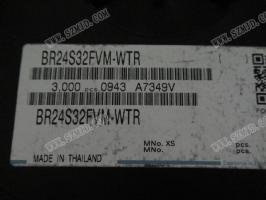 BR24S32FVM-WTR
3,000 pcs. 0943 A7349V
BR24S32FVM-WTR
MNo. XS pcs.
MNo. pcs.
MADE IN THAILAND